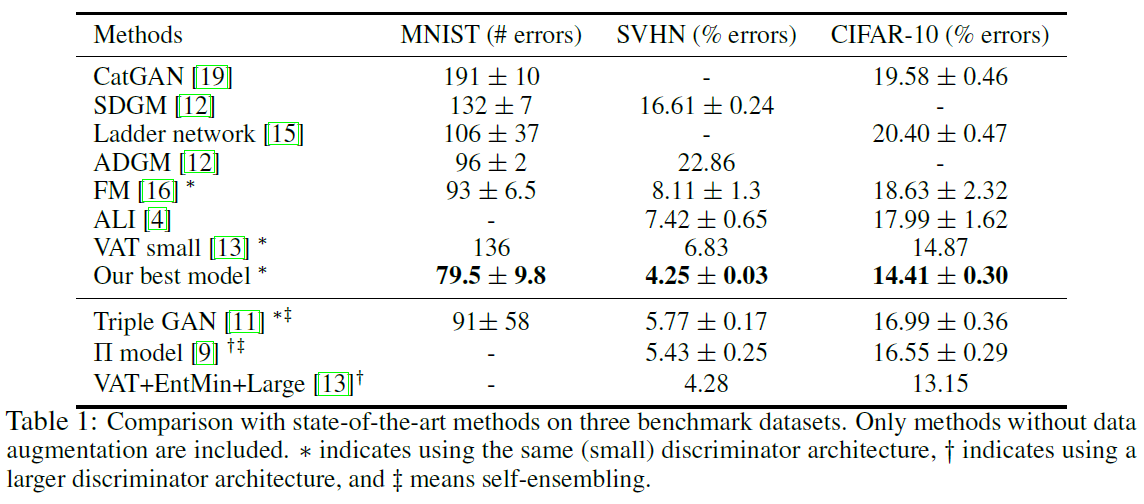 Methods MNIST (# errors) SVHN (% errors) CIFAR-10 (% errors)
CatGAN [19] 191 ± 10 - 19.58 ± 0.46
SDGM [12] 132 ± 7 16.61 ± 0.24 -
Ladder network [15] 106 ± 37 - 20.40 ± 0.47
ADGM [12] 96 ± 2 22.86 -
FM [16] * 93 ± 6.5 8.11 ± 1.3 18.63 ± 2.32
ALI [4] - 7.42 ± 0.65 17.99 ± 1.62
VAT small [13] * 136 6.83 14.87
Our best model * 79.5 ± 9.8 4.25 ± 0.03 14.41 ± 0.30
Triple GAN [11] *‡ 91± 58 5.77 ± 0.17 16.99 ± 0.36
Π model [9] †‡ - 5.43 ± 0.25 16.55 ± 0.29
VAT+EntMin+Large [13]† - 4.28 13.15
Table 1: Comparison with state-of-the-art methods on three benchmark datasets. Only methods without data
augmentation are included. ∗ indicates using the same (small) discriminator architecture, † indicates using a
larger discriminator architecture, and ‡ means self-ensembling.